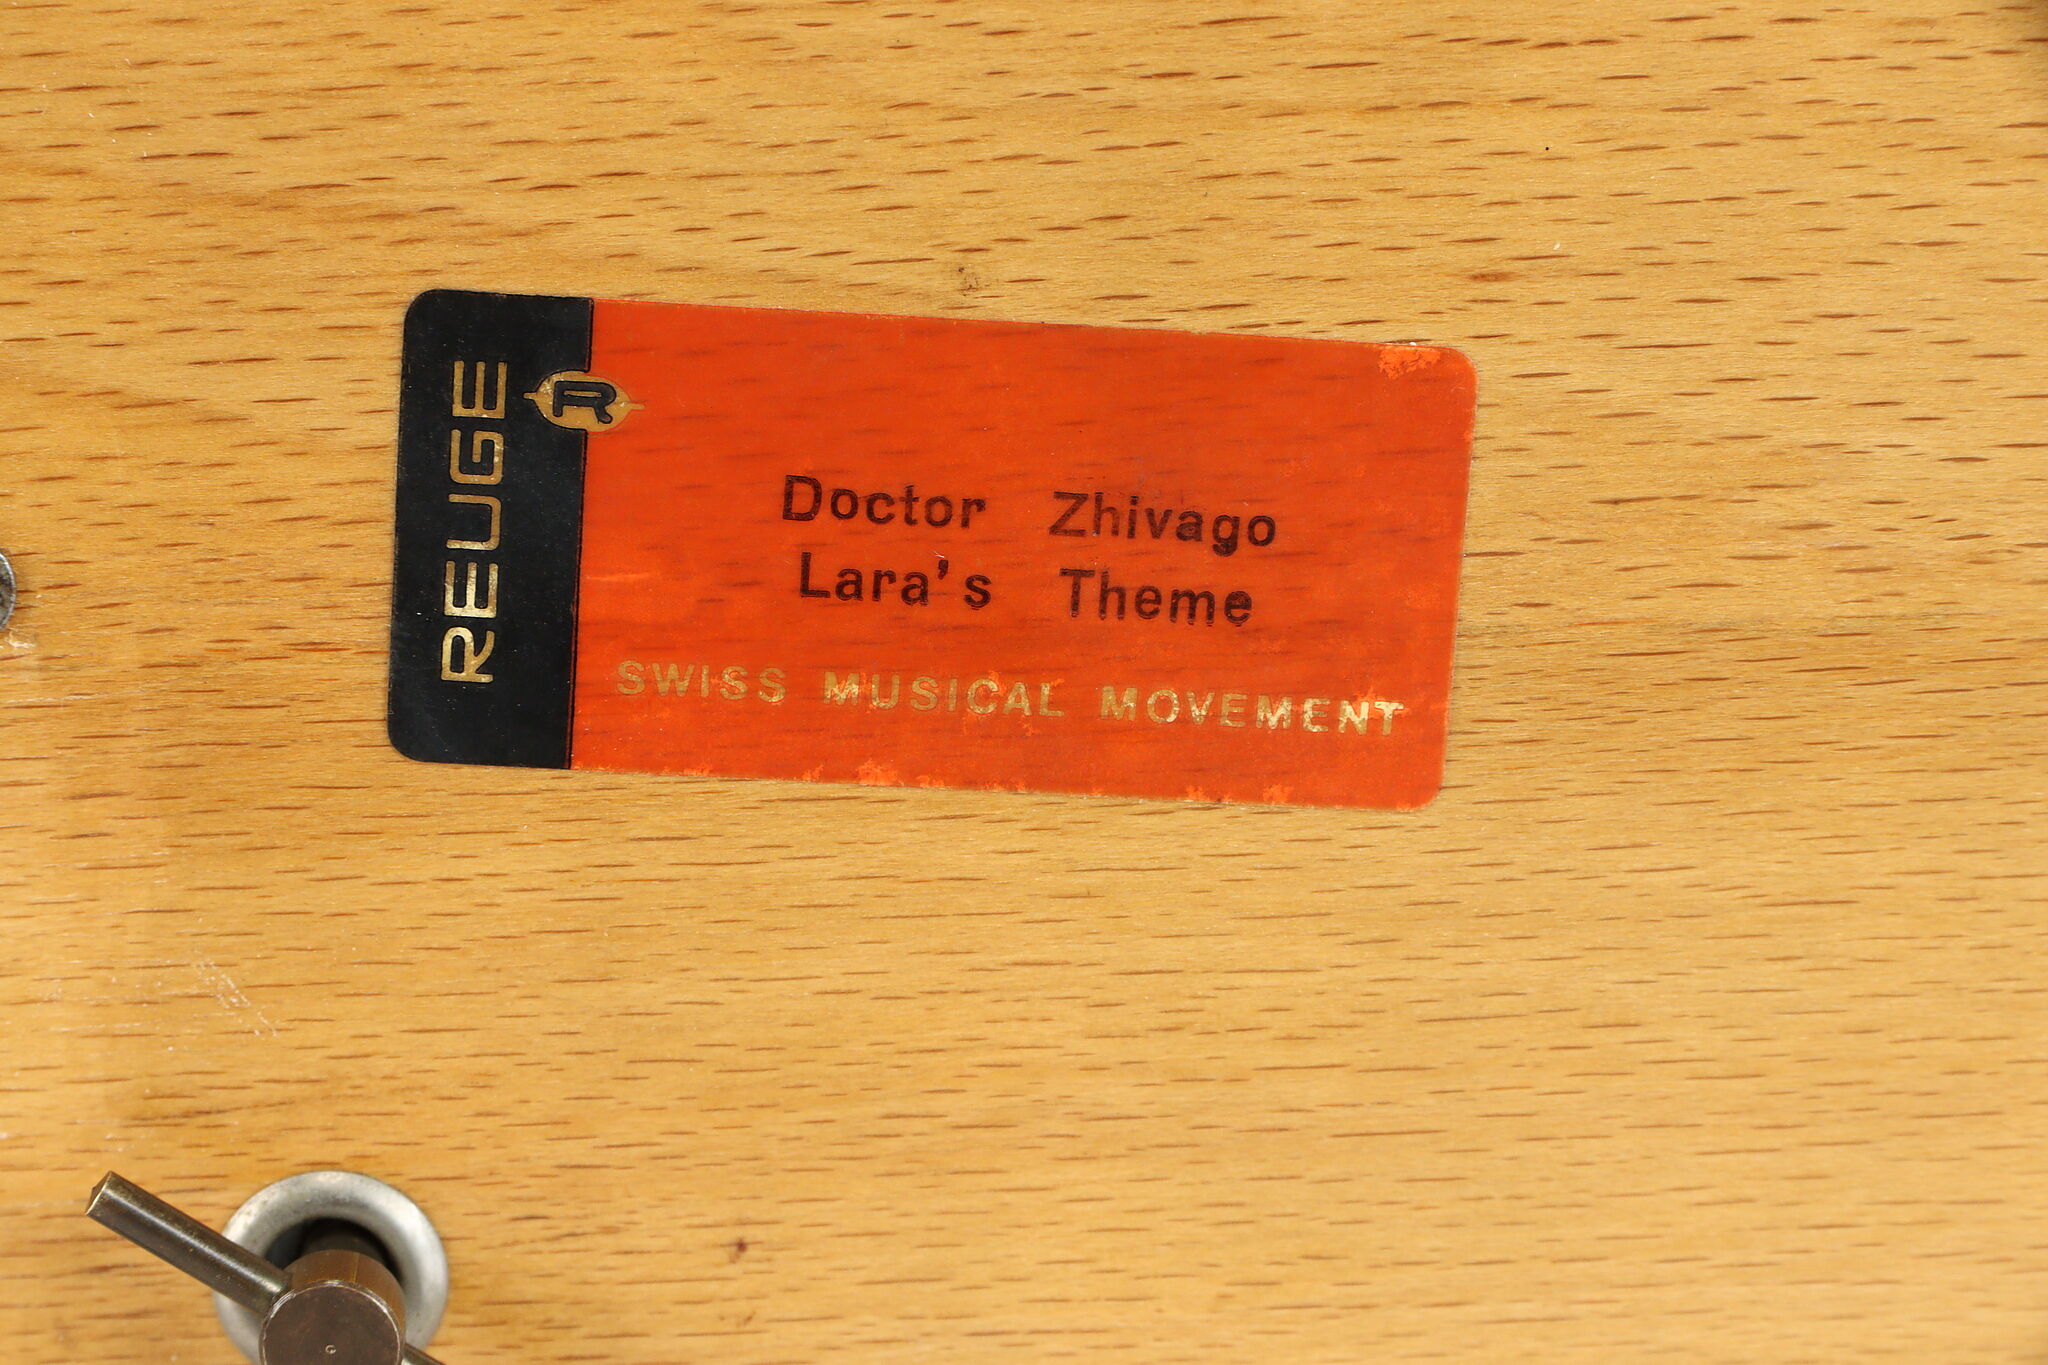 REUGE
R
Doctor Zhivago
Lara's Theme
SWISS MUSICAL MOVEMENT